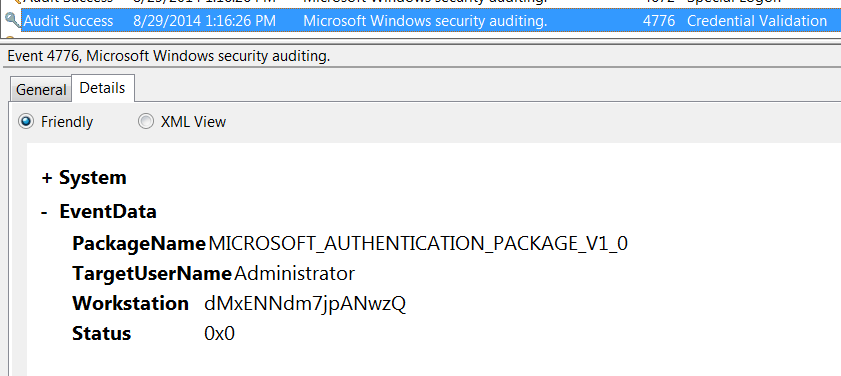 Audit Success 8/29/2014 1:16:26 PM Microsoft Windows security auditing. 4672 Special Logon
Audit Success 8/29/2014 1:16:26 PM Microsoft Windows security auditing. 4776 Credential Validation
Event 4776, Microsoft Windows security auditing.
General Details
Friendly XML View
+ System
- EventData
PackageName MICROSOFT_AUTHENTICATION_PACKAGE_V1_0
TargetUserName Administrator
Workstation dMxENNdm7jpANwzQ
Status 0x0